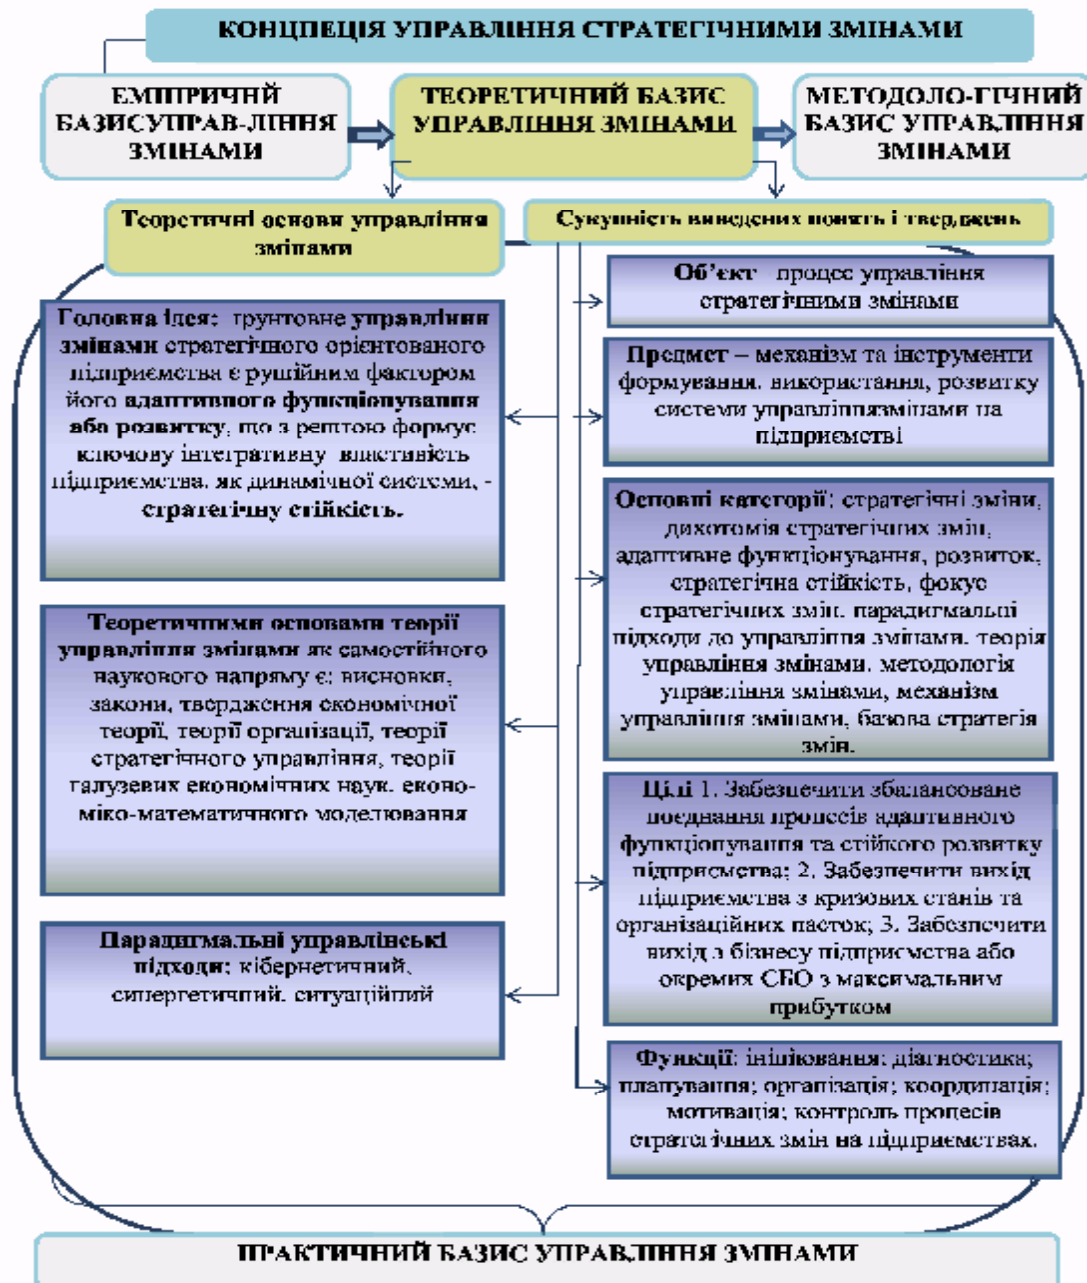 КОНЦПЕЦІЯ УПРАВЛІННЯ СТРАТЕГІЧНИМИ ЗМІНАМИ
ЕМПІРИЧНЙ
БАЗИСУПРАВ-ЛІННЯ
ЗМІНАМИ
ТЕОРЕТИЧНИЙ БАЗИС
УПРАВЛІННЯ ЗМІНАМИ
МЕТОДОЛО-ГІЧНИЙ
БАЗИС УПРАВЛІННЯ
ЗМІНАМИ
Теоретичні основи управління
змінами
Сукупність виведених понять і тверджень
Головна ідея: грунтовне управління
змінами стратегічного орієнтованого
підприємства є рушійним фактором
його адаптивного функціонування
або розвитку, що з рештою формує
ключову інтегративну властивість
підприємства, як динамічної системи, -
стратегічну стійкість.
Теоретичними основами теорії
управління змінами як самостійного
наукового напряму є: висновки,
закони, твердження економічної
теорії, теорії організації, теорії
стратегічного управління, теорії
галузевих економічних наук, еконо-
міко-математичного моделювання
Парадигмальні управлінські
підходи: кібернетичний,
синергетичний, ситуаційний
Об’єкт процес управління
стратегічними змінами
Предмет – механізм та інструменти
формування, використання, розвитку
системи управліннязмінами на
підприємстві
Основні категорії: стратегічні зміни,
дихотомія стратегічних змін,
адаптивне функціонування, розвиток,
стратегічна стійкість, фокус
стратегічних змін, парадигмальні
підходи до управління змінами, теорія
управління змінами, методологія
управління змінами, механізм
управління змінами, базова стратегія
змін.
Цілі 1. Забезпечити збалансоване
поєднання процесів адаптивного
функціонування та стійкого розвитку
підприємства; 2. Забезпечити вихід
підприємства з кризових станів та
організаційних пасток; 3. Забезпечити
вихід з бізнесу підприємства або
окремих СБО з максимальним
прибутком
Функції: ініціювання; діагностика;
планування; організація; координація;
мотивація; контроль процесів
стратегічних змін на підприємствах.
ПРАКТИЧНИЙ БАЗИС УПРАВЛІННЯ ЗМІНАМИ